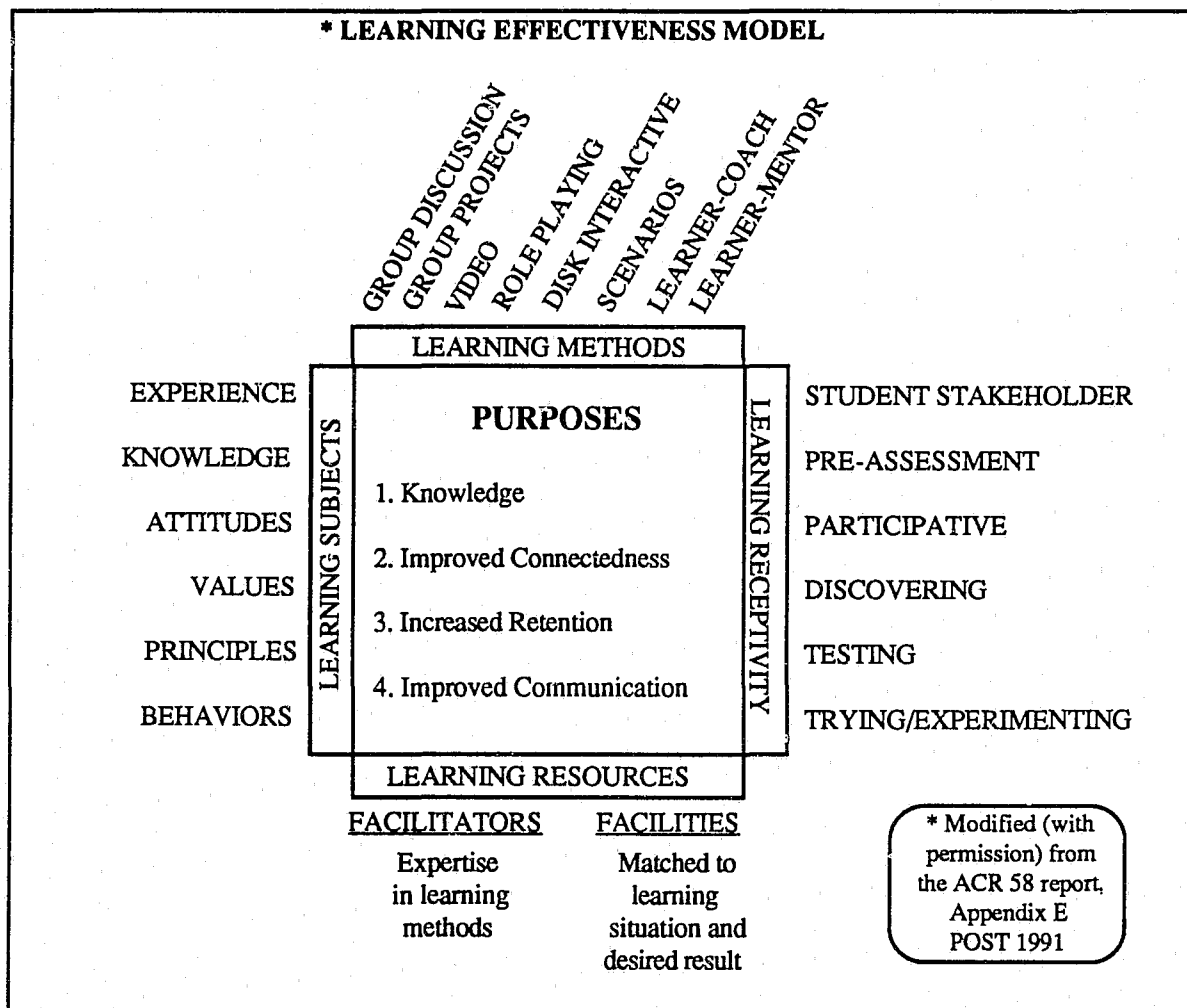 * LEARNING EFFECTIVENESS MODEL
GROUP DISCUSSION
GROUP PROJECTS
VIDEO
ROLE PLAYING
DISK INTERACTIVE
SCENARIOS
LEARNER-COACH
LEARNER-MENTOR
LEARNING METHODS
EXPERIENCE
KNOWLEDGE
ATTITUDES
VALUES
PRINCIPLES
BEHAVIORS
LEARNING SUBJECTS
PURPOSES
1. Knowledge
2. Improved Connectedness
3. Increased Retention
4. Improved Communication
LEARNING RECEPTIVITY
STUDENT STAKEHOLDER
PRE-ASSESSMENT
PARTICIPATIVE
DISCOVERING
TESTING
TRYING/EXPERIMENTING
LEARNING RESOURCES
FACILITATORS
Expertise
in learning
methods
FACILITIES
Matched to
learning
situation and
desired result
* Modified (with
permission) from
the ACR 58 report,
Appendix E
POST 1991